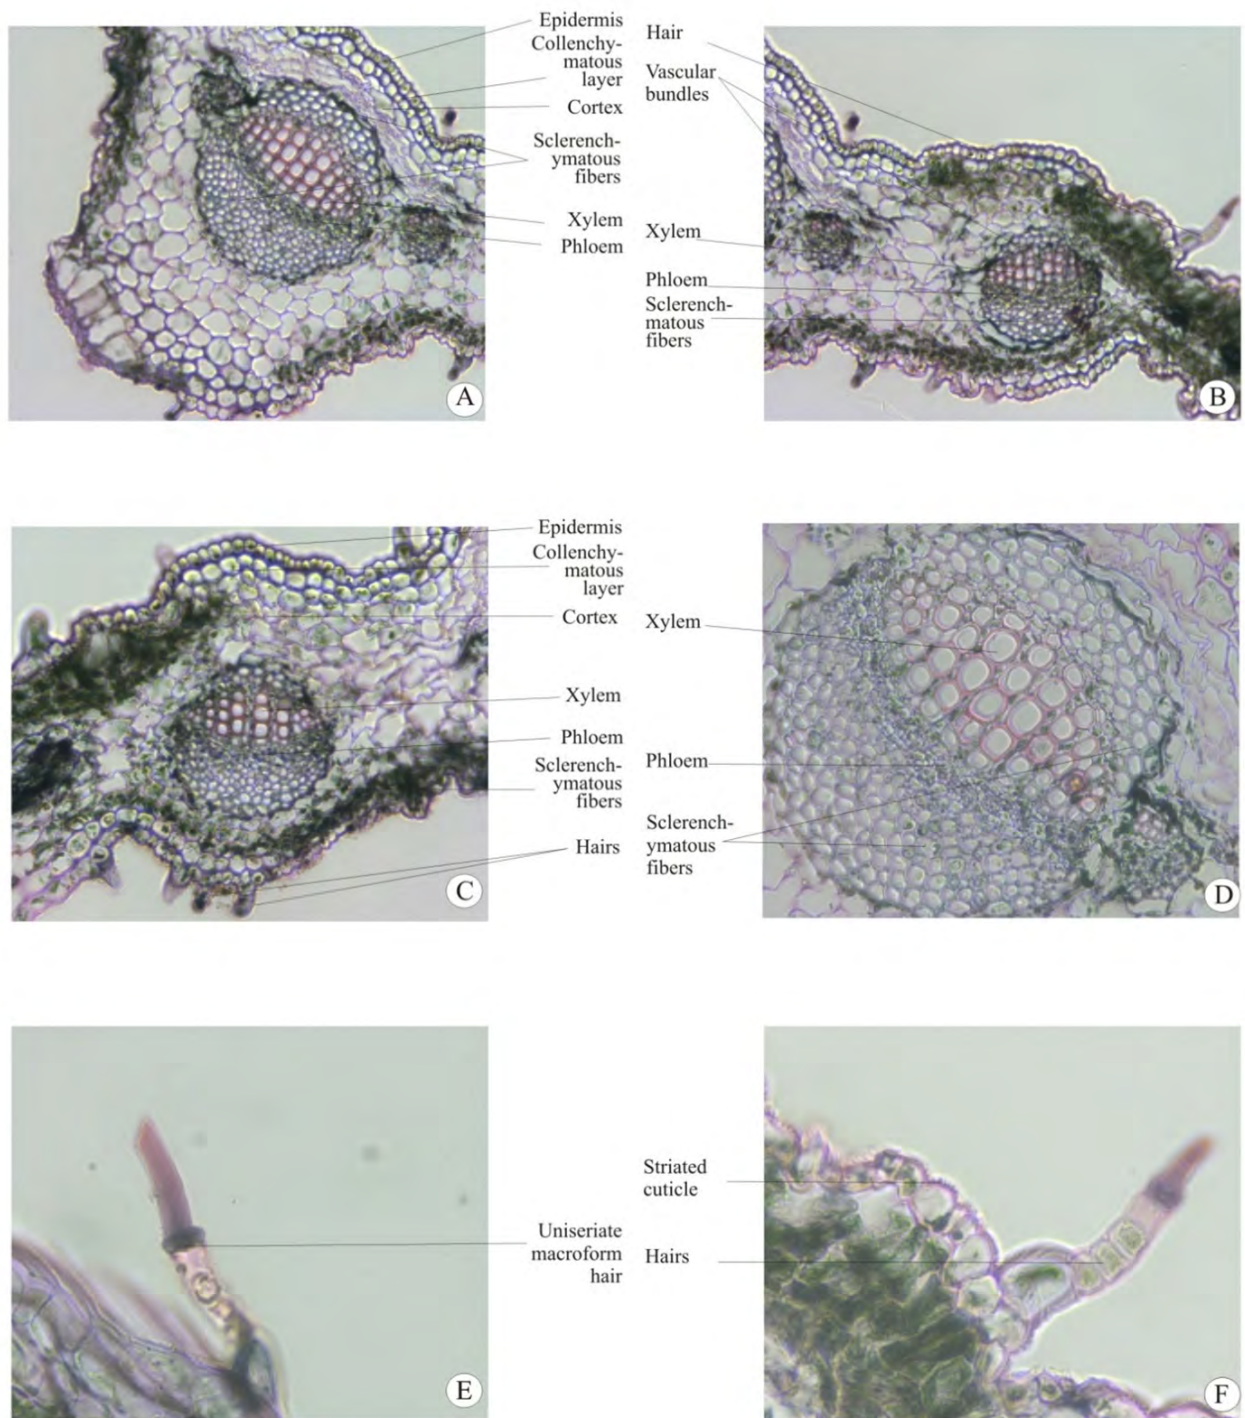 Epidermis
Collenchy-
matous
layer
Cortex
Sclerench-
ymatous
fibers
Xylem
Phloem
A
Hair
Vascular
bundles
Xylem
Phloem
Sclerench-
matous
fibers
B
Epidermis
Collenchy-
matous
layer
Cortex
Xylem
Phloem
Sclerench-
ymatous
fibers
Hairs
C
Xylem
Phloem
Sclerench-
ymatous
fibers
D
Uniseriate
macroform
hair
E
Striated
cuticle
Hairs
F